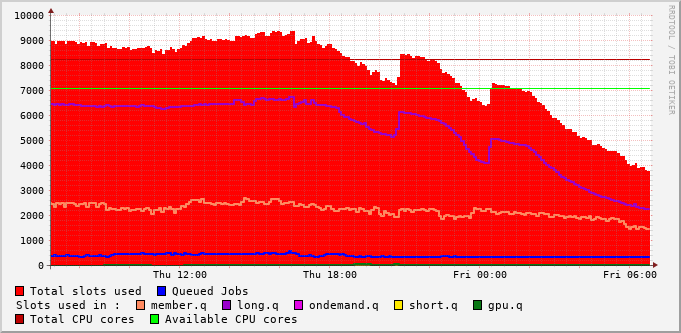 10000
9000
8000
7000
6000
5000
4000
3000
2000
1000
0
Thu 12:00 Thu 18:00 Fri 00:00 Fri 06:00
RRDTOOL / TOBI OETIKER
Total slots used Queued Jobs
Slots used in : member.q long.q ondemand.q short.q gpu.q
Total CPU cores Available CPU cores